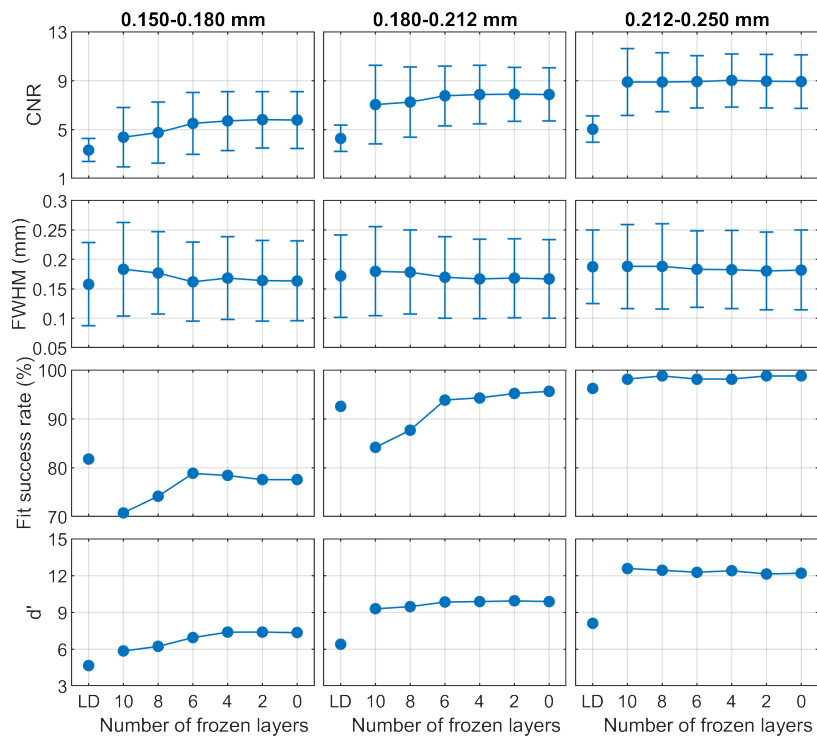 0.150-0.180 mm 0.180-0.212 mm 0.212-0.250 mm
CNR
13
9
5
1
FWHM (mm)
0.3
0.25
0.2
0.15
0.1
0.05
Fit success rate (%)
100
90
80
70
d'
15
12
9
6
3
LD 10 8 6 4 2 0 LD 10 8 6 4 2 0 LD 10 8 6 4 2 0
Number of frozen layers Number of frozen layers Number of frozen layers